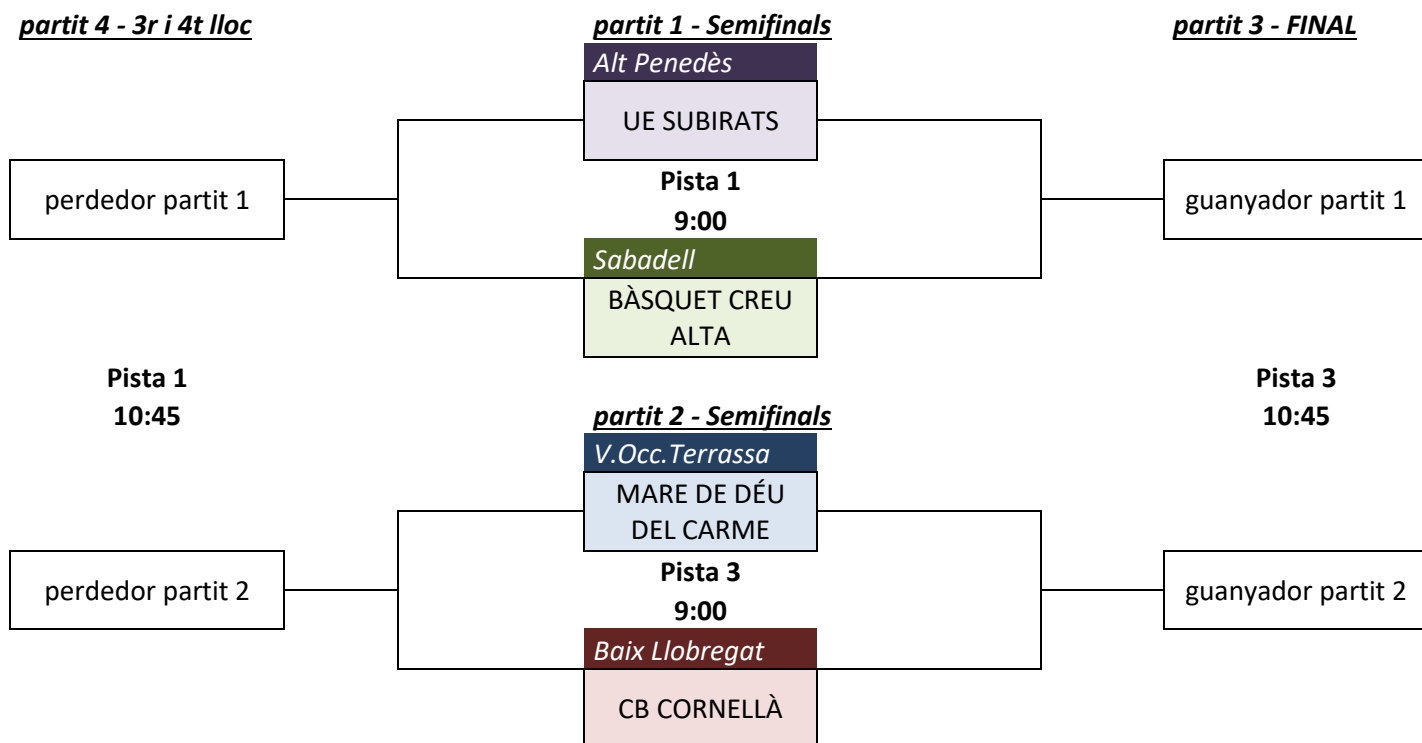 partit 4 - 3r i 4t lloc
partit 1 - Semifinals
partit 3 - FINAL
Alt Penedès
UE SUBIRATS
perdedor partit 1
Pista 1
9:00
guanyador partit 1
Sabadell
BÀSQUET CREU
ALTA
Pista 1
10:45
Pista 3
10:45
partit 2 - Semifinals
V.Occ.Terrassa
MARE DE DÉU
DEL CARME
perdedor partit 2
Pista 3
9:00
guanyador partit 2
Baix Llobregat
CB CORNELLÀ